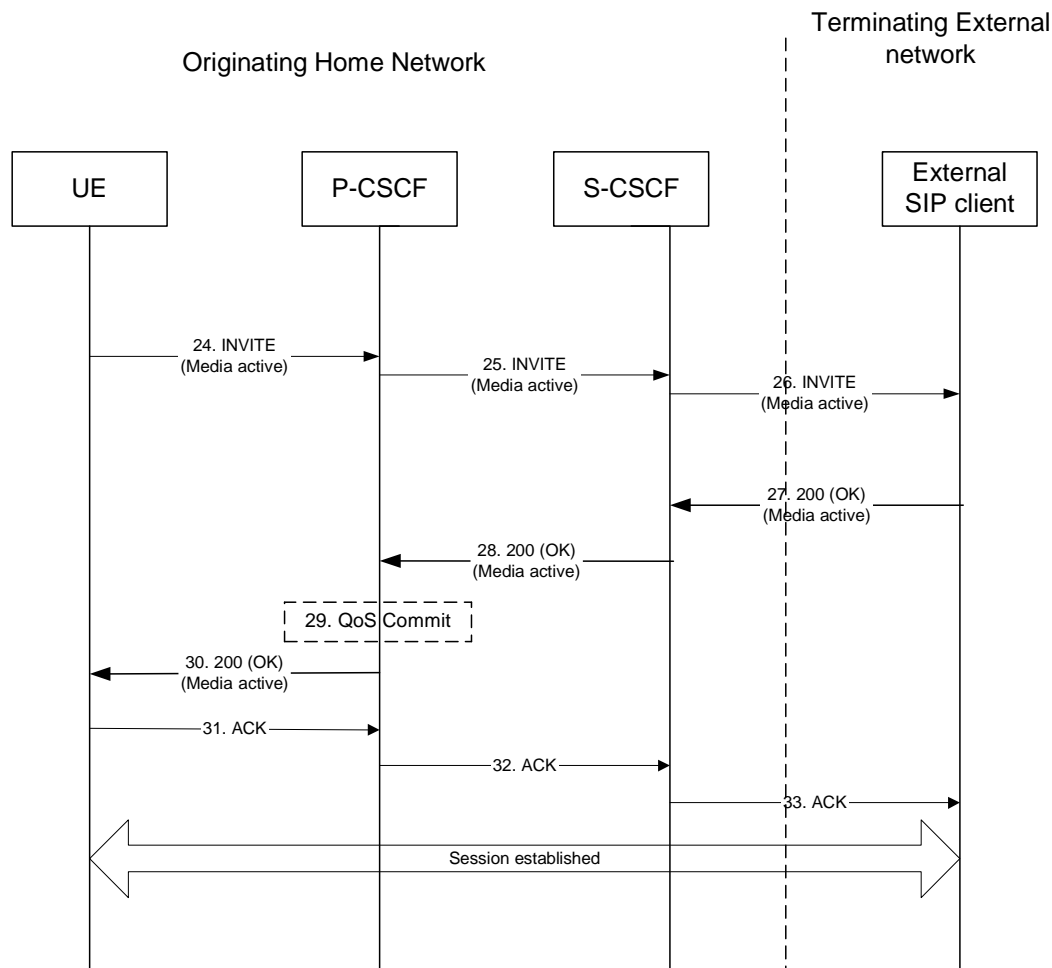 Terminating External
network
Originating Home Network
UE
P-CSCF
S-CSCF
External
SIP client
24. INVITE
(Media active)
25. INVITE
(Media active)
26. INVITE
(Media active)
27. 200 (OK)
(Media active)
28. 200 (OK)
(Media active)
29. QoS Commit
30. 200 (OK)
(Media active)
31. ACK
32. ACK
33. ACK
Session established